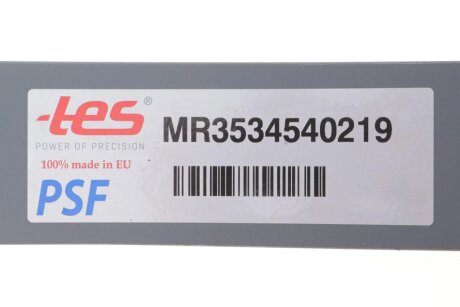 tes®
POWER OF PRECISION
MR3534540219
100% made in EU
PSF